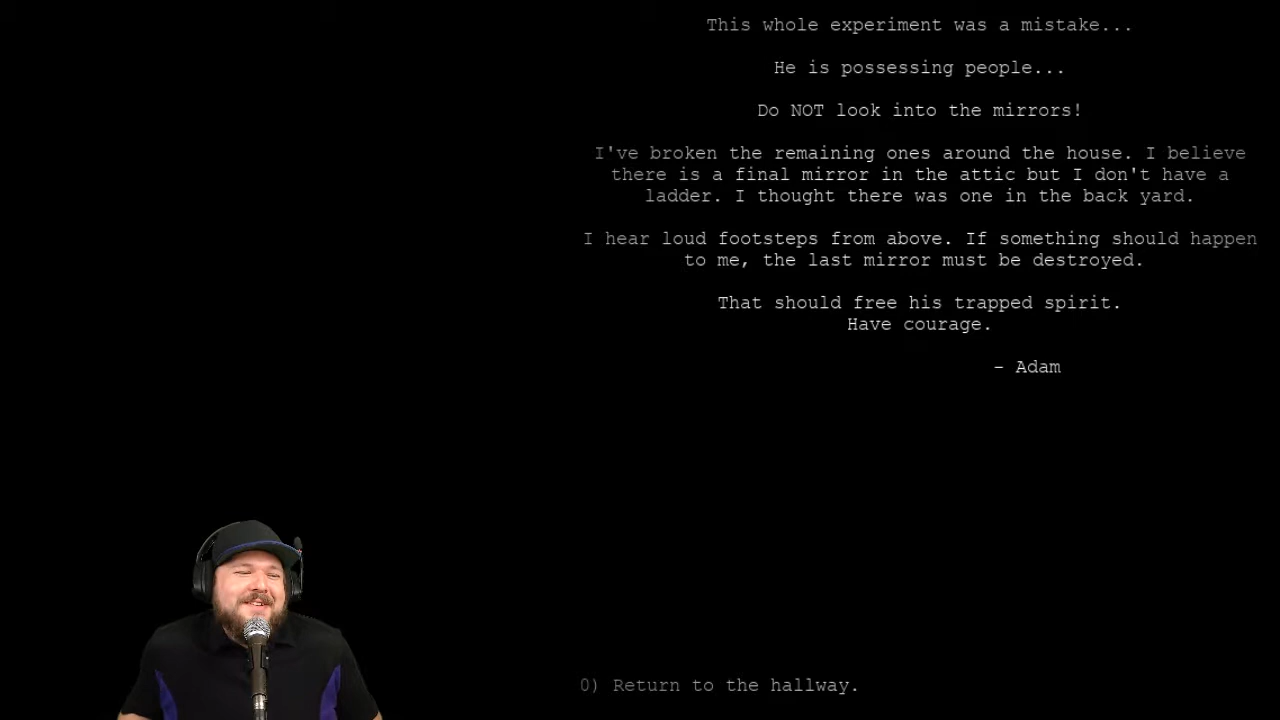 This whole experiment was a mistake...
He is possessing people...
Do NOT look into the mirrors!
I've broken the remaining ones around the house. I believe
there is a final mirror in the attic but I don't have a
ladder. I thought there was one in the back yard.
I hear loud footsteps from above. If something should happen
to me, the last mirror must be destroyed.
That should free his trapped spirit.
Have courage.
- Adam
0) Return to the hallway.